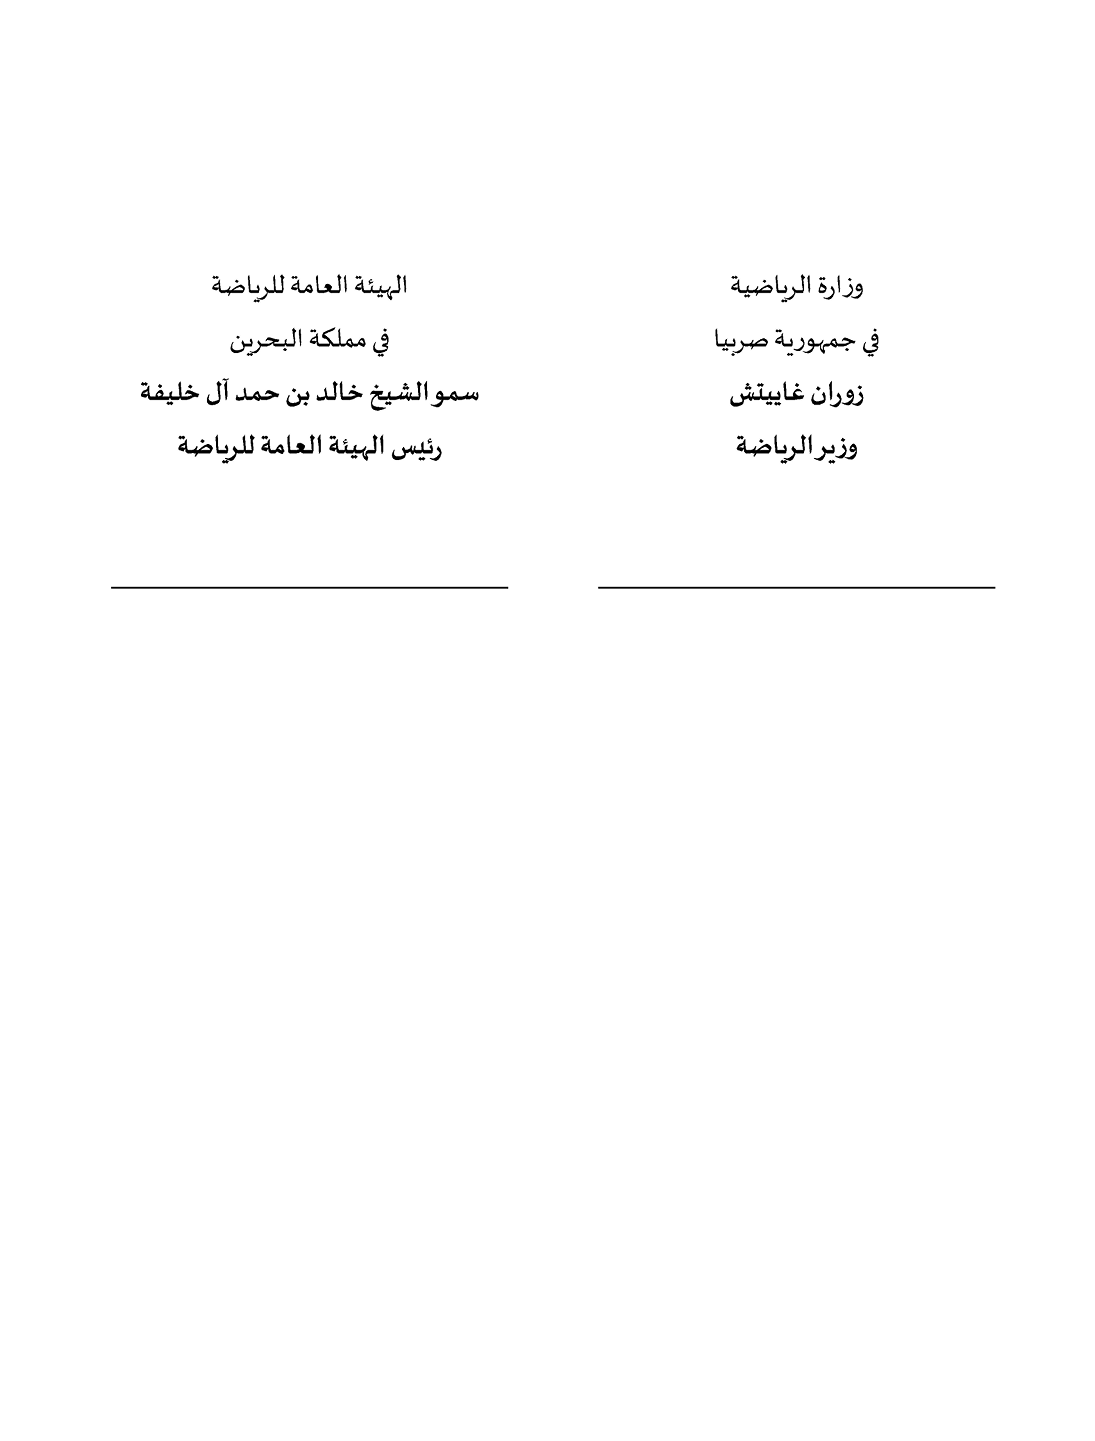 وزارة الرياضية
في جمهورية صربيا
زوران غاييتش
وزير الرياضة
الهيئة العامة للرياضة
في مملكة البحرين
سمو الشيخ خالد بن حمد آل خليفة
رئيس الهيئة العامة للرياضة